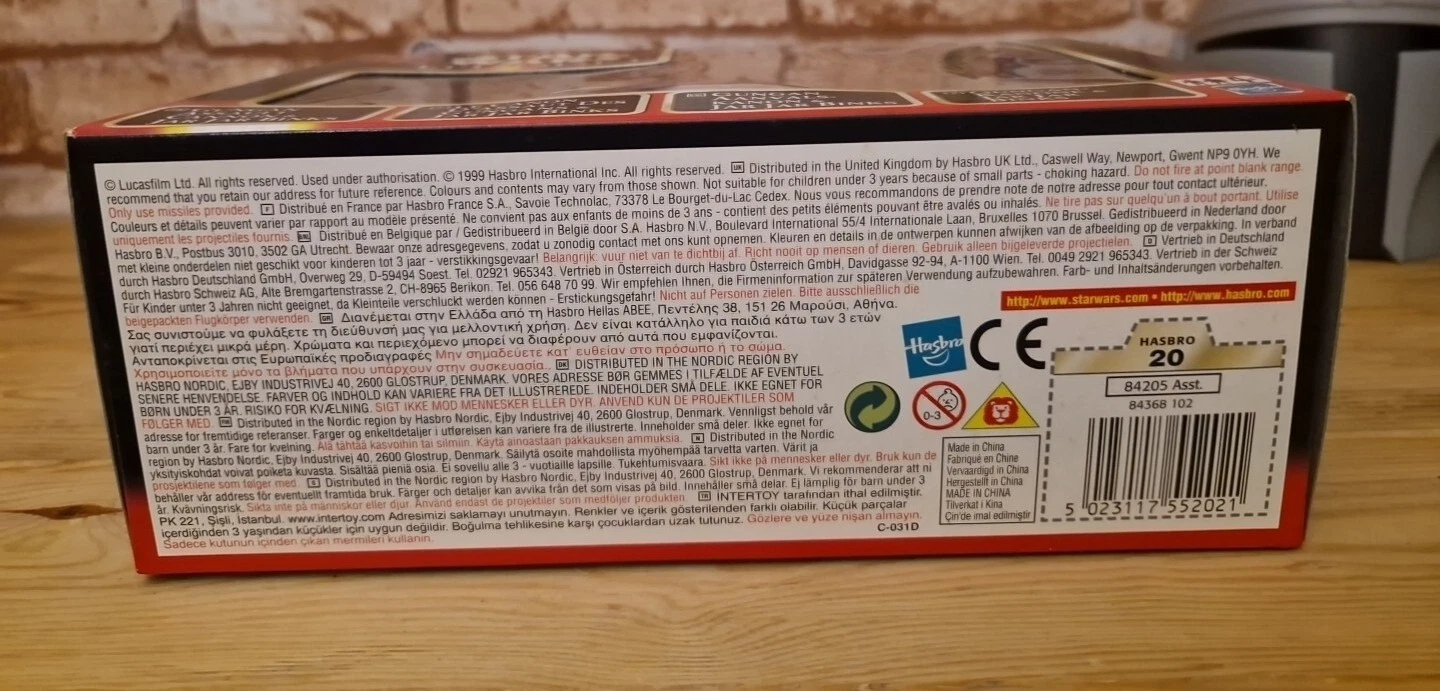 JAR JAR BINKS
DES
JAR JAR BINKS
GUNGAN
JAR JAR BINKS
© Lucasfilm Ltd. All rights reserved. Used under authorisation. © 1999 Hasbro International Inc. All rights reserved. UK Distributed in the United Kingdom by Hasbro UK Ltd., Caswell Way, Newport, Gwent NP9 0YH. We
recommend that you retain our address for future reference. Colours and contents may vary from those shown. Not suitable for children under 3 years because of small parts - choking hazard. Do not fire at point blank range.
Only use missiles provided. F Distribué en France par Hasbro France S.A., Savoie Technolac, 73378 Le Bourget-du-Lac Cedex. Nous vous recommandons de prendre note de notre adresse pour tout contact ultérieur.
Couleurs et détails peuvent varier par rapport au modèle présenté. Ne convient pas aux enfants de moins de 3 ans - contient des petits éléments pouvant être avalés ou inhalés. Ne tire pas sur quelqu'un à bout portant. Utilise
uniquement les projectiles fournis. Distribué en Belgique par / Gedistribueerd in België door S.A. Hasbro N.V., Boulevard International 55/4 Internationale Laan, Bruxelles 1070 Brussel. Gedistribueerd in Nederland door
Hasbro B.V., Postbus 3010, 3502 GA Utrecht. Bewaar onze adresgegevens, zodat u zonodig contact met ons kunt opnemen. Kleuren en details in de ontwerpen kunnen afwijken van de afbeelding op de verpakking. In verband
met kleine onderdelen niet geschikt voor kinderen tot 3 jaar - verstikkingsgevaar! Belangrijk: vuur niet van te dichtbij af. Richt nooit op mensen of dieren. Gebruik alleen bijgeleverde projectielen. D Vertrieb in Deutschland
durch Hasbro Deutschland GmbH, Overweg 29, D-59494 Soest. Tel. 02921 965343. Vertrieb in Österreich durch Hasbro Österreich GmbH, Davidgasse 92-94, A-1100 Wien. Tel. 0049 2921 965343. Vertrieb in der Schweiz
durch Hasbro Schweiz AG, Alte Bremgartenstrasse 2, CH-8965 Berikon. Tel. 056 648 70 99. Wir empfehlen Ihnen, die Firmeninformation zur späteren Verwendung aufzubewahren. Farb- und Inhaltsänderungen vorbehalten.
Für Kinder unter 3 Jahren nicht geeignet, da Kleinteile verschluckt werden können - Erstickungsgefahr! Nicht auf Personen zielen. Bitte ausschließlich die
beigepackten Flugkörper verwenden. GR Διανέμεται στην Ελλάδα από τη Hasbro Hellas ABEE, Πεντέλης 38, 151 26 Μαρούσι, Αθήνα.
Σας συνιστούμε να φυλάξετε τη διεύθυνσή μας για μελλοντική χρήση. Δεν είναι κατάλληλο για παιδιά κάτω των 3 ετών
γιατί περιέχει μικρά μέρη. Χρώματα και περιεχόμενο μπορεί να διαφέρουν από αυτά που εμφανίζονται.
Ανταποκρίνεται στις Ευρωπαϊκές προδιαγραφές Μην σημαδεύετε κατ' ευθείαν στο πρόσωπο ή το σώμα.
Χρησιμοποιείτε μόνο τα βλήματα που υπάρχουν στην συσκευασία.. DK DISTRIBUTED IN THE NORDIC REGION BY
HASBRO NORDIC, EJBY INDUSTRIVEJ 40, 2600 GLOSTRUP, DENMARK. VORES ADRESSE BØR GEMMES I TILFÆLDE AF EVENTUEL
SENERE HENVENDELSE. FARVER OG INDHOLD KAN VARIERE FRA DET ILLUSTREREDE. INDEHOLDER SMÅ DELE. IKKE EGNET FOR
BØRN UNDER 3 ÅR. RISIKO FOR KVÆLNING. SIGT IKKE MOD MENNESKER ELLER DYR. ANVEND KUN DE PROJEKTILER SOM
FØLGER MED. Distributed in the Nordic region by Hasbro Nordic, Ejby Industrivej 40, 2600 Glostrup, Denmark. Vennligst behold vår
adresse for fremtidige referanser. Farger og enkeltdetaljer i utførelsen kan variere fra de illustrerte. Inneholder små deler. Ikke egnet for
barn under 3 år. Fare for kvelning. Älä tähtää kasvoihin tai silmiin. Käytä ainoastaan pakkauksen ammuksia. N Distributed in the Nordic
region by Hasbro Nordic, Ejby Industrivej 40, 2600 Glostrup, Denmark. Säilytä osoite mahdollista myöhempää tarvetta varten. Värit ja
yksityiskohdat voivat poiketa kuvasta. Sisältää pieniä osia. Ei sovellu alle 3 - vuotiaille lapsille. Tukehtumisvaara. Sikt ikke på mennesker eller dyr. Bruk kun de
prosjektilene som følger med. S Distributed in the Nordic region by Hasbro Nordic, Ejby Industrivej 40, 2600 Glostrup, Denmark. Vi rekommenderar att ni
behåller vår address för eventuellt framtida bruk. Färger och detaljer kan avvika från det som visas på bild. Innehåller små delar. Ej lämplig för barn under 3
år. Kvävningsrisk. Sikta inte på människor eller djur. Använd endast de projektiler som medföljer produkten. TR INTERTOY tarafından ithal edilmiştir.
PK 221, Şişli, İstanbul. www.intertoy.com Adresimizi saklamayı unutmayın. Renkler ve içerik gösterilenden farklı olabilir. Küçük parçalar
içerdiğinden 3 yaşından küçükler için uygun değildir. Boğulma tehlikesine karşı çocuklardan uzak tutunuz. Gözlere ve yüze nişan almayın.
Sadece kutunun içinden çıkan mermileri kullanın.
C-031D
http://www.starwars.com • http://www.hasbro.com
Hasbro
CE
0-3
Made in China
Fabriqué en Chine
Vervaardigd in China
Hergestellt in China
MADE IN CHINA
Tilverkat i Kina
Çin'de imal edilmiştir
HASBRO
20
84205 Asst.
84368 102
5 023117 552021